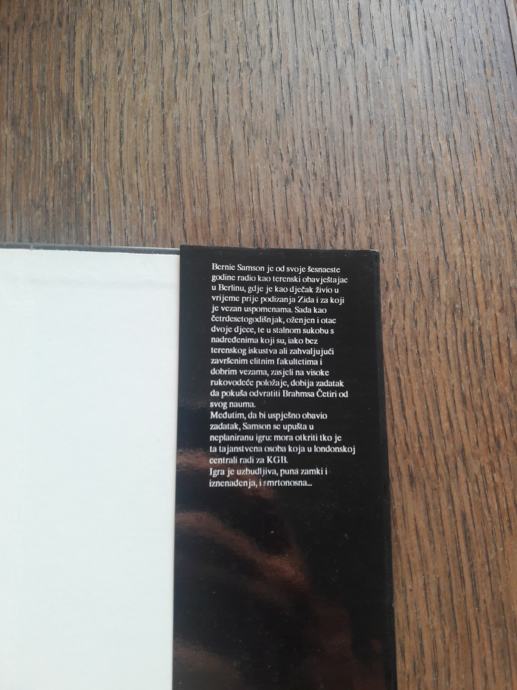 Bernie Samson je od svoje šesnaeste
godine radio kao terenski obavještajac
u Berlinu, gdje je kao dječak živio u
vrijeme prije podizanja Zida i za koji
je vezan uspomenama. Sada kao
četrdesetogodišnjak, oženjen i otac
dvoje djece, te u stalnom sukobu s
nadređenima koji su, iako bez
terenskog iskustva ali zahvaljujući
završenim elitnim fakultetima i
dobrim vezama, zasjeli na visoke
rukovodeće položaje, dobija zadatak
da pokuša odvratiti Brahma Četiri od
svog nauma.
Međutim, da bi uspješno obavio
zadatak, Samson se upušta u
neplaniranu igru: mora otkriti tko je
ta tajanstvena osoba koja u londonskoj
centrali radi za KGB.
Igra je uzbudljiva, puna zamki i
iznenađenja, i smrtonosna...